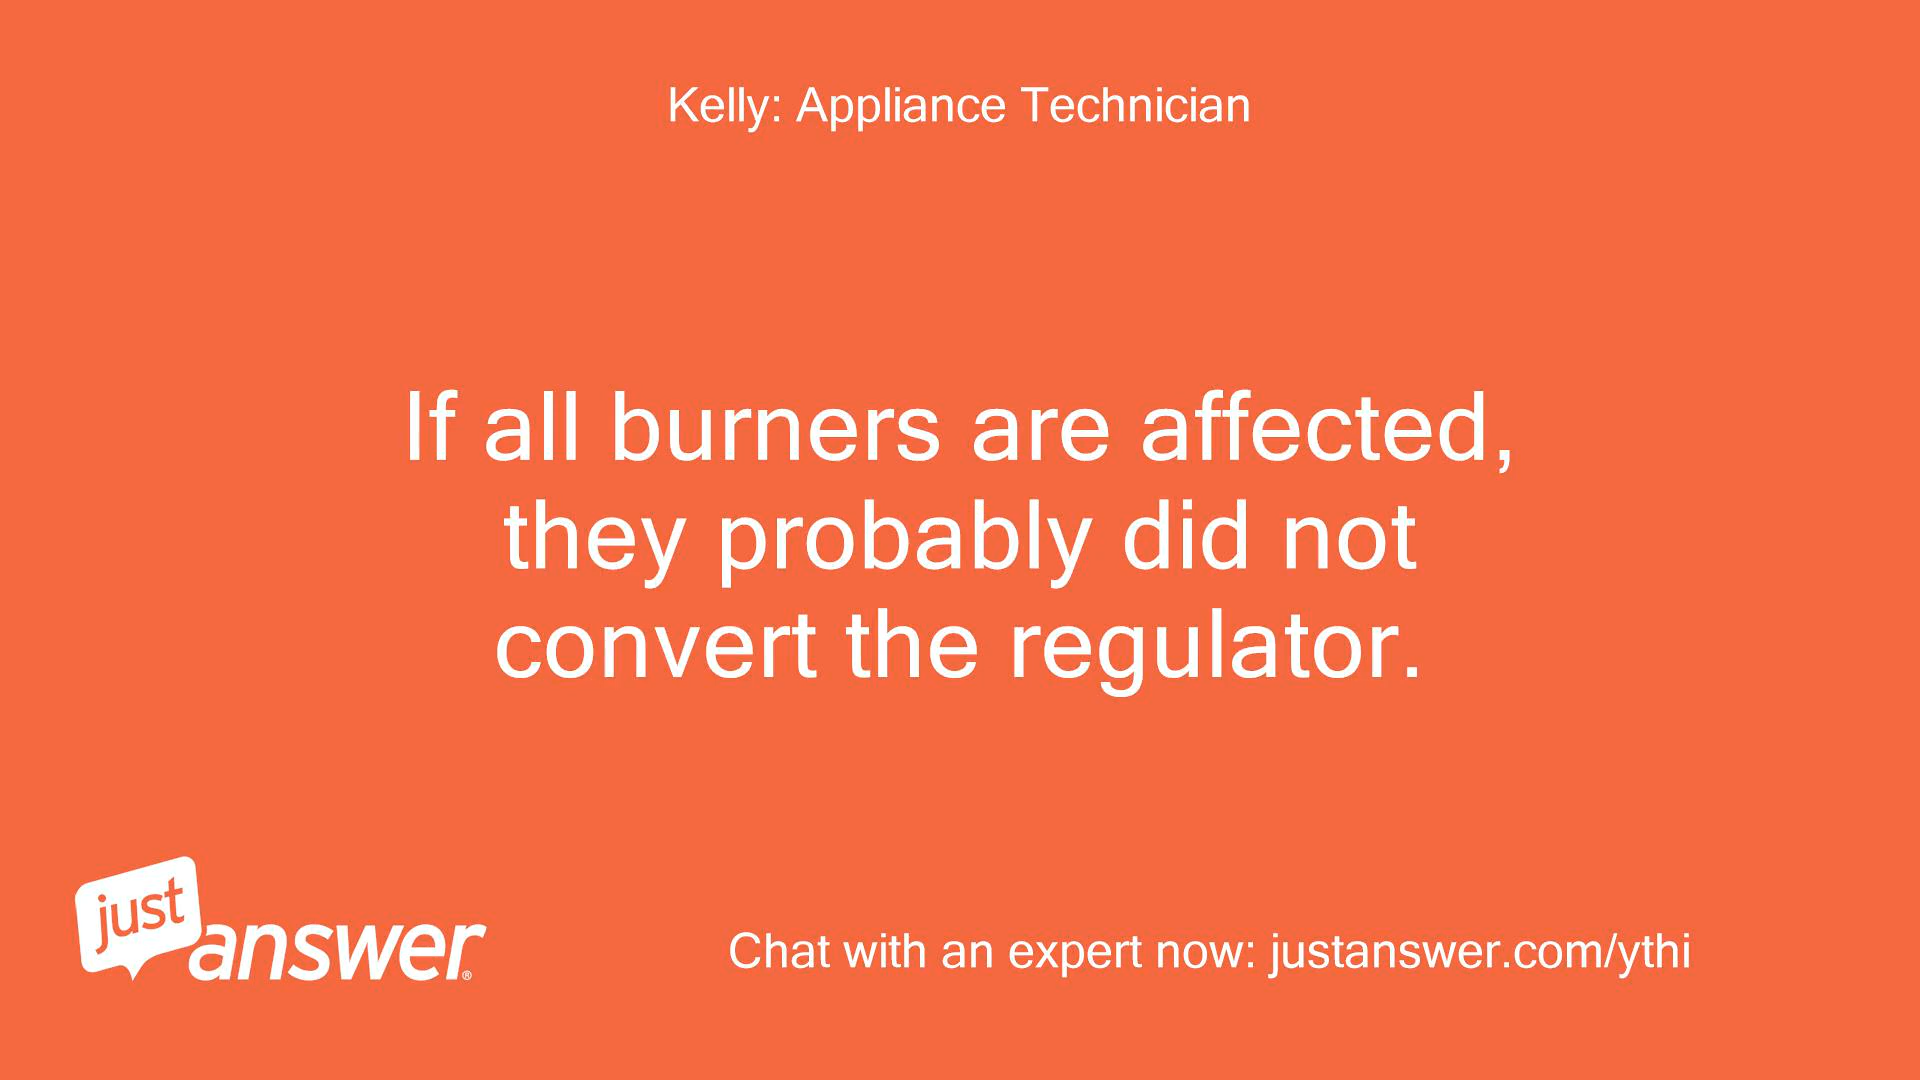 Kelly: Appliance Technician
If all burners are affected,
they probably did not
convert the regulator.
just
answer®
Chat with an expert now: justanswer.com/ythi